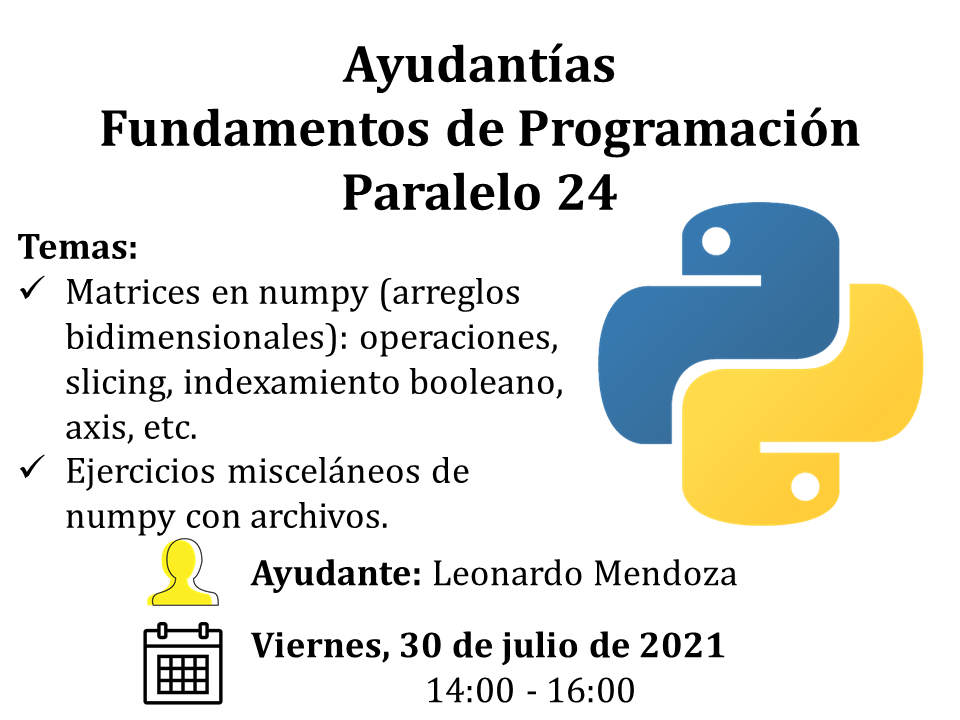 Ayudantías
Fundamentos de Programación
Paralelo 24
Temas:
✓ Matrices en numpy (arreglos
bidimensionales): operaciones,
slicing, indexamiento booleano,
axis, etc.
✓ Ejercicios misceláneos de
numpy con archivos.
Ayudante: Leonardo Mendoza
Viernes, 30 de julio de 2021
14:00 - 16:00